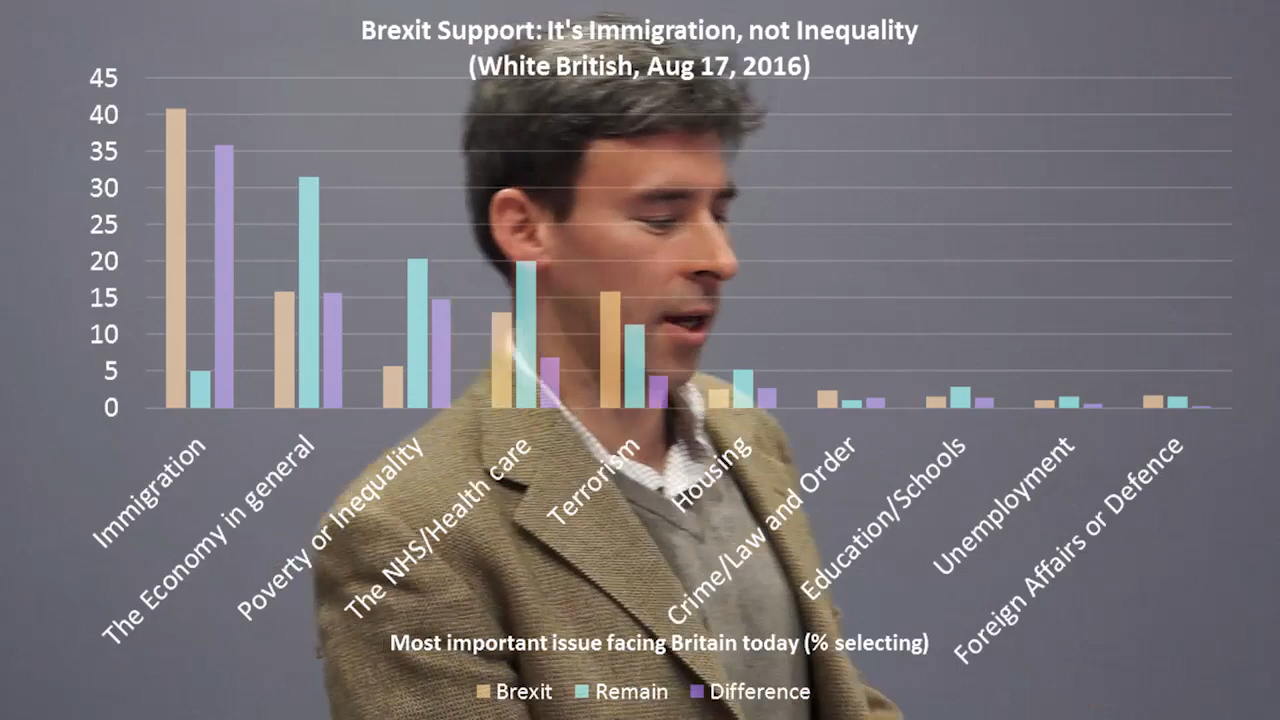 Brexit Support: It's Immigration, not Inequality
(White British, Aug 17, 2016)
45
40
35
30
25
20
15
10
5
0
Immigration
The Economy in general
Poverty or Inequality
The NHS/Health care
Terrorism
Housing
Crime/Law and Order
Education/Schools
Unemployment
Foreign Affairs or Defence
Most important issue facing Britain today (% selecting)
Brexit Remain Difference